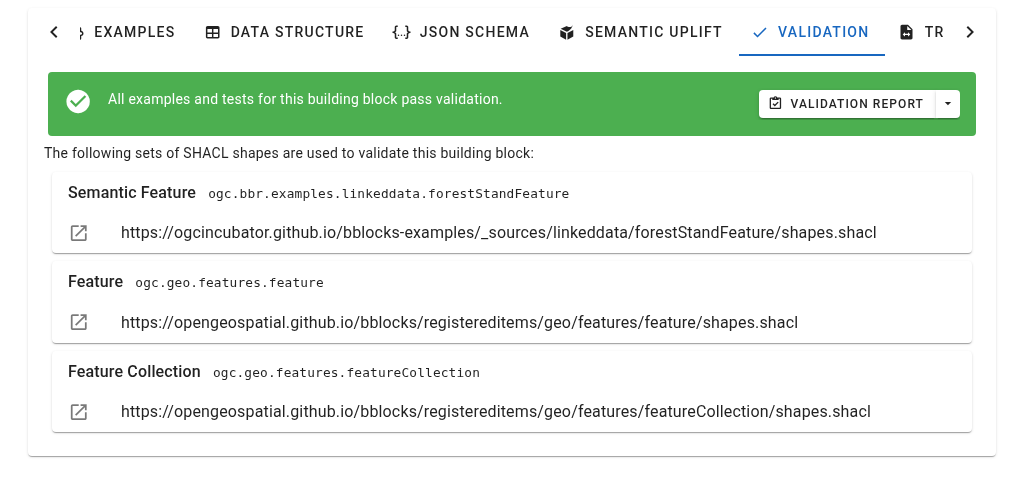 EXAMPLES DATA STRUCTURE {..} JSON SCHEMA SEMANTIC UPLIFT VALIDATION TR
All examples and tests for this building block pass validation. VALIDATION REPORT
The following sets of SHACL shapes are used to validate this building block:
Semantic Feature ogc.bbr.examples.linkeddata.forestStandFeature
https://ogcincubator.github.io/bblocks-examples/_sources/linkeddata/forestStandFeature/shapes.shacl
Feature ogc.geo.features.feature
https://opengeospatial.github.io/bblocks/registereditems/geo/features/feature/shapes.shacl
Feature Collection ogc.geo.features.featureCollection
https://opengeospatial.github.io/bblocks/registereditems/geo/features/featureCollection/shapes.shacl